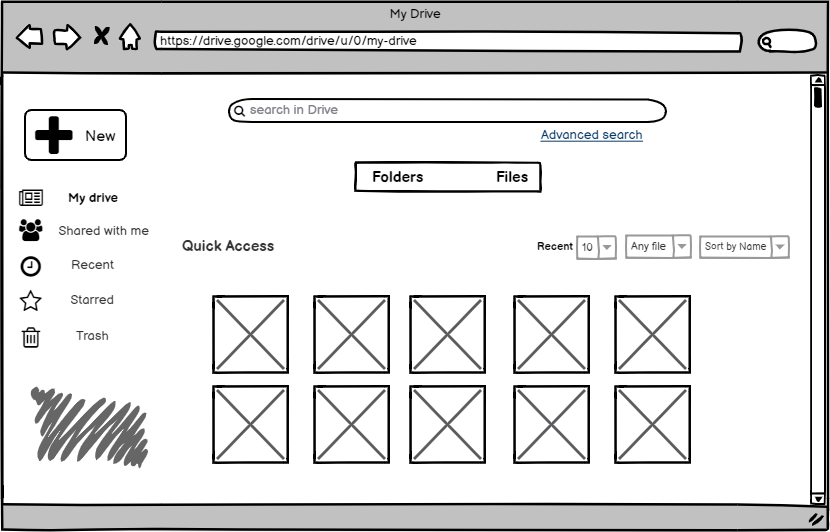 My Drive
https://drive.google.com/drive/u/0/my-drive
search in Drive
Advanced search
New
Folders Files
My drive
Shared with me
Recent
Starred
Trash
Quick Access
Recent 10 Any file Sort by Name